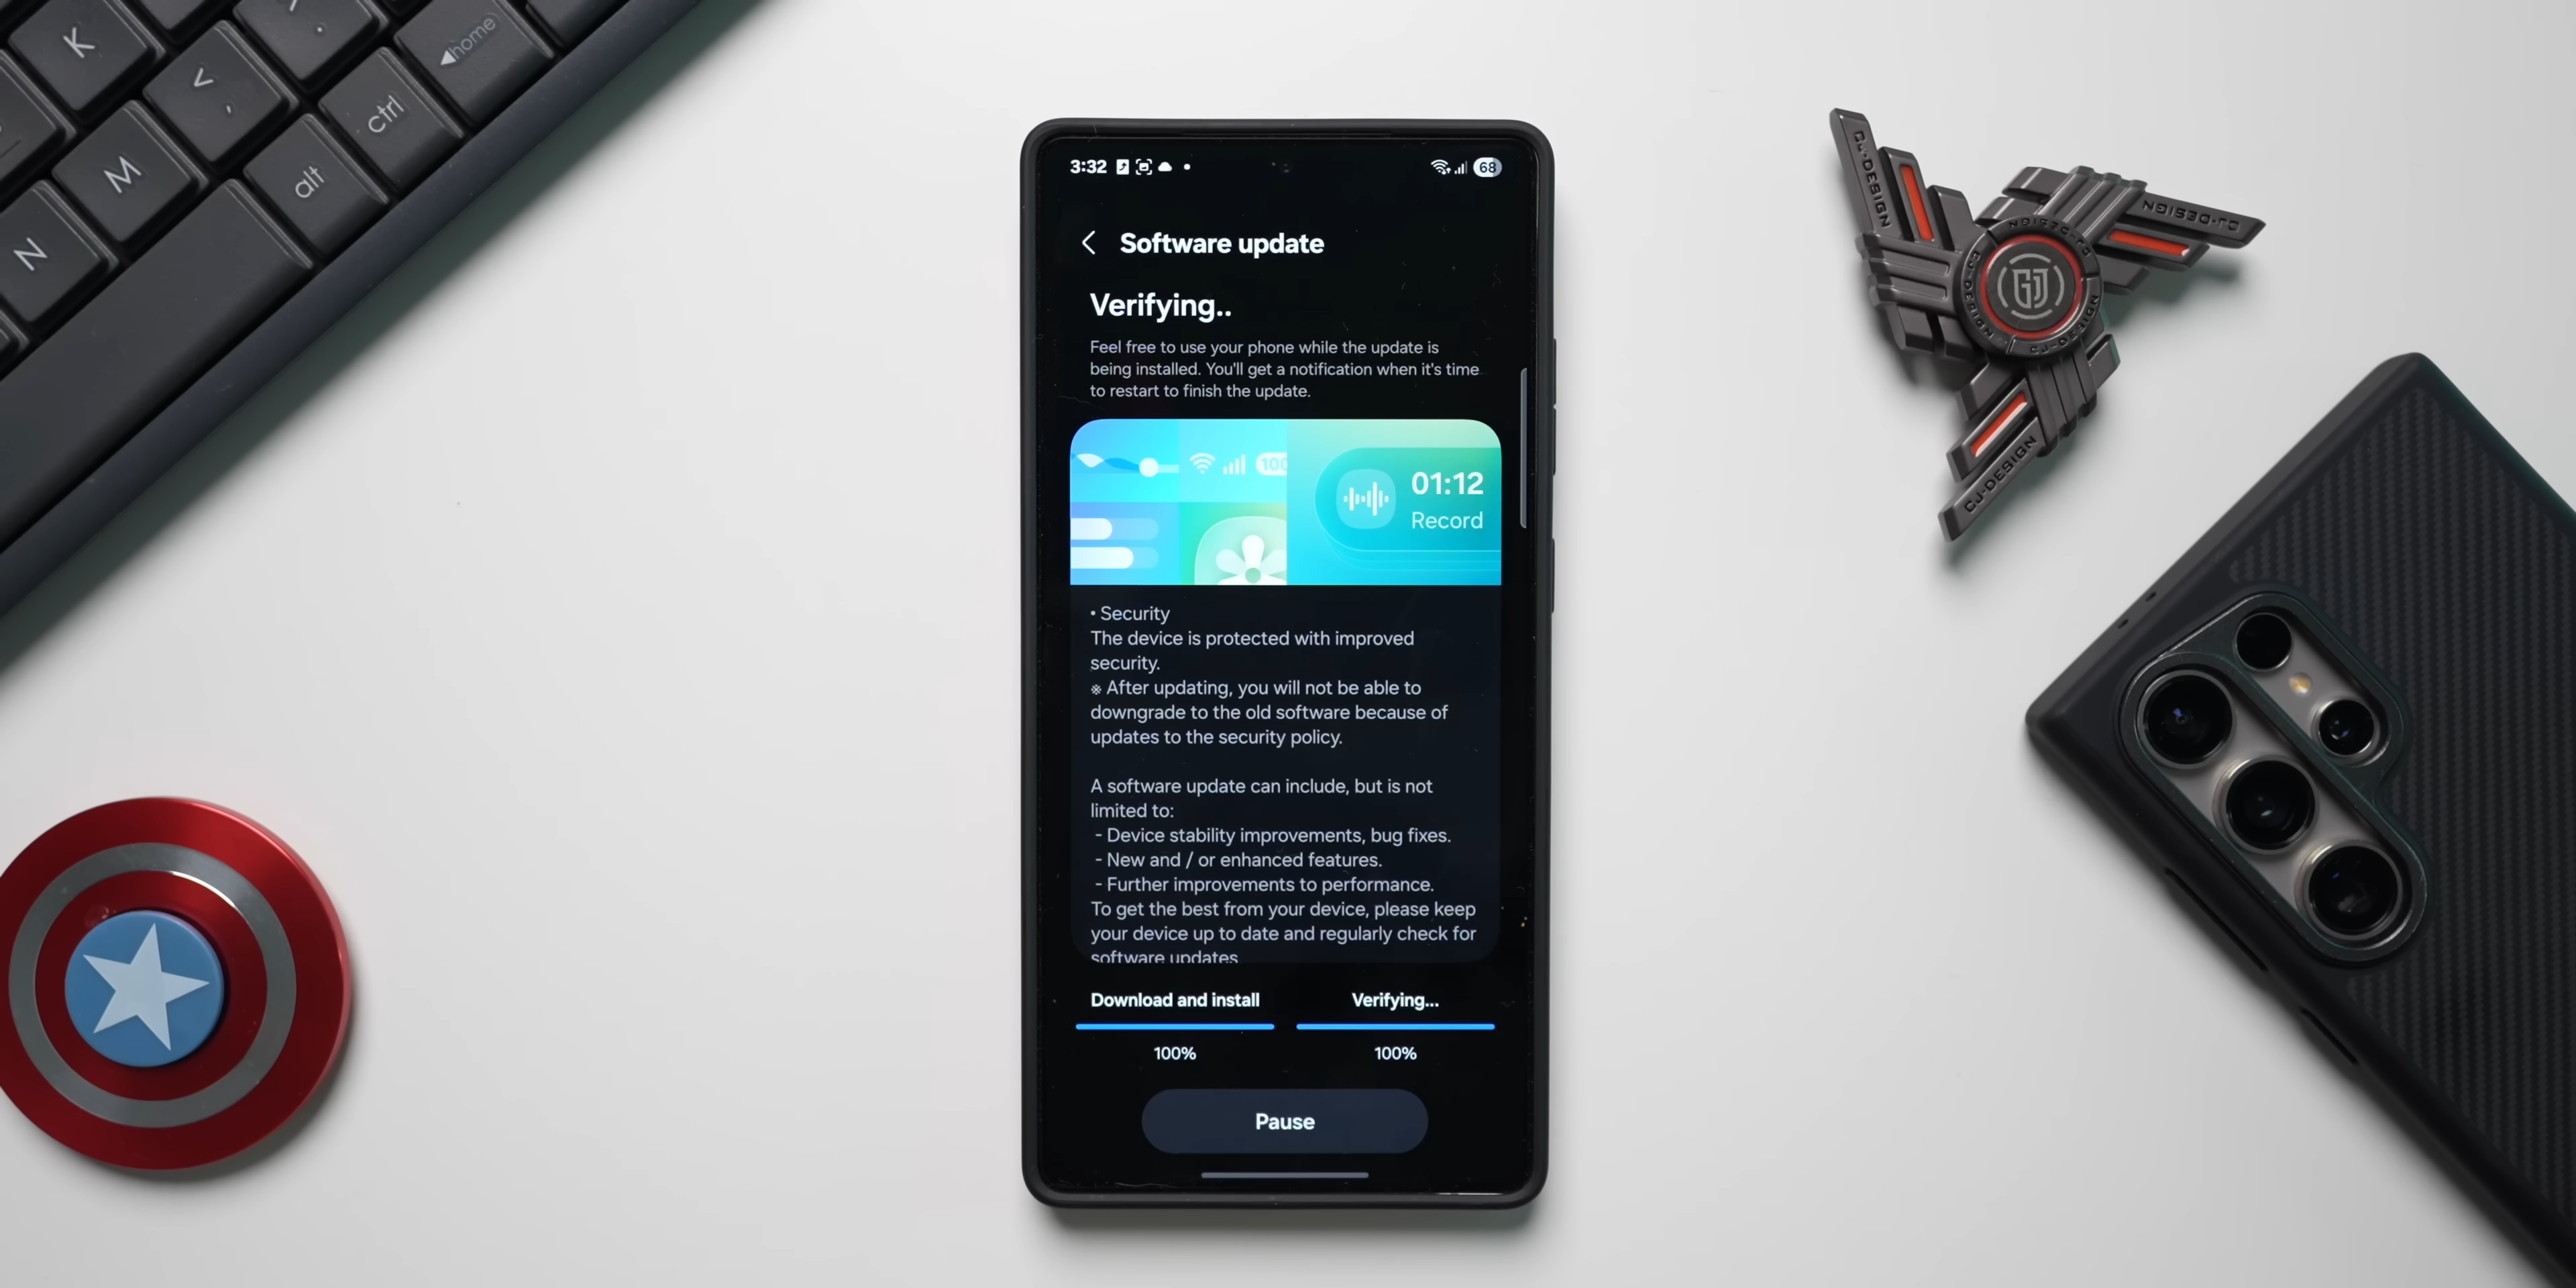 K
home
<
,
ctrl
M
alt
N
3:32
68
Software update
Verifying..
Feel free to use your phone while the update is
being installed. You'll get a notification when it's time
to restart to finish the update.
100
01:12
Record
• Security
The device is protected with improved
security.
※ After updating, you will not be able to
downgrade to the old software because of
updates to the security policy.
A software update can include, but is not
limited to:
- Device stability improvements, bug fixes.
- New and / or enhanced features.
- Further improvements to performance.
To get the best from your device, please keep
your device up to date and regularly check for
software updates
Download and install
Verifying...
100%
100%
Pause
CJ-DESIGN
CJ-DESIGN
CJ-DESIGN